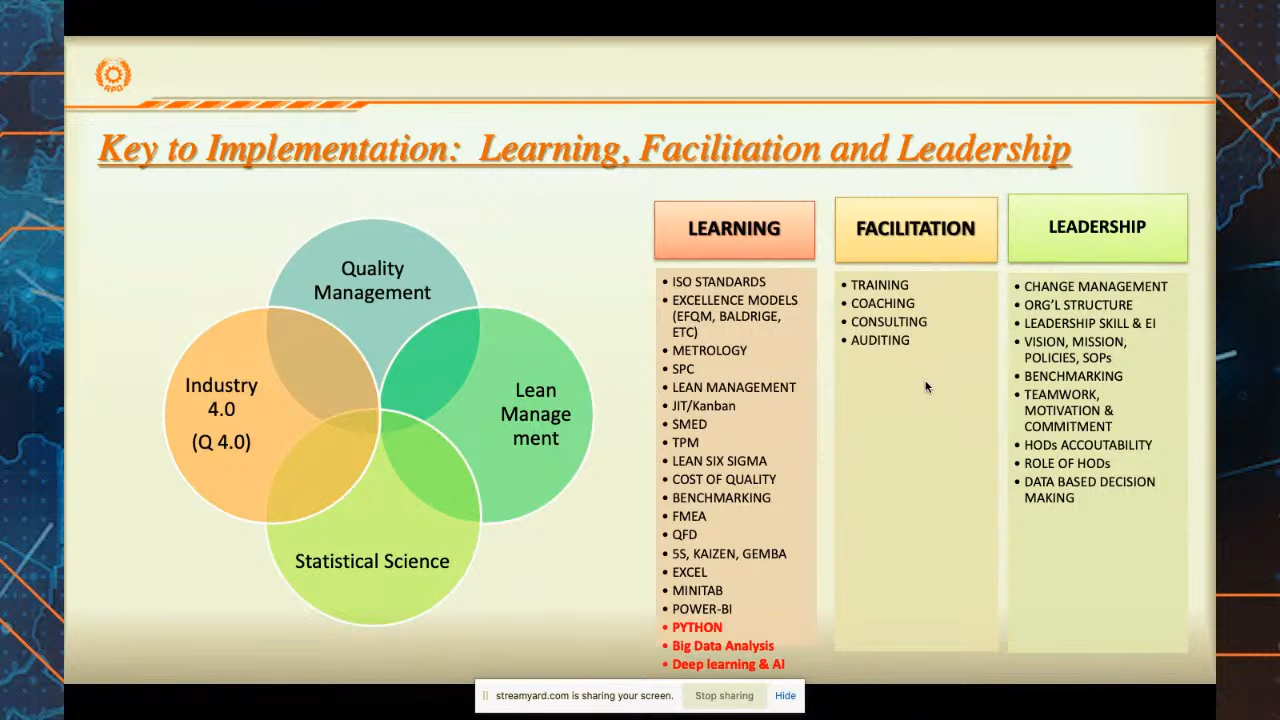 RPO
Key to Implementation: Learning, Facilitation and Leadership
Quality
Management
Industry
4.0
(Q 4.0)
Lean
Manage
ment
Statistical Science
LEARNING
• ISO STANDARDS
• EXCELLENCE MODELS
(EFQM, BALDRIGE,
ETC)
• METROLOGY
• SPC
• LEAN MANAGEMENT
• JIT/Kanban
• SMED
• TPM
• LEAN SIX SIGMA
• COST OF QUALITY
• BENCHMARKING
• FMEA
• QFD
• 5S, KAIZEN, GEMBA
• EXCEL
• MINITAB
• POWER-BI
• PYTHON
• Big Data Analysis
• Deep learning & AI
FACILITATION
• TRAINING
• COACHING
• CONSULTING
• AUDITING
LEADERSHIP
• CHANGE MANAGEMENT
• ORG'L STRUCTURE
• LEADERSHIP SKILL & EI
• VISION, MISSION,
POLICIES, SOPs
• BENCHMARKING
• TEAMWORK,
MOTIVATION &
COMMITMENT
• HODs ACCOUTABILITY
• ROLE OF HODs
• DATA BASED DECISION
MAKING
streamyard.com is sharing your screen.
Stop sharing
Hide